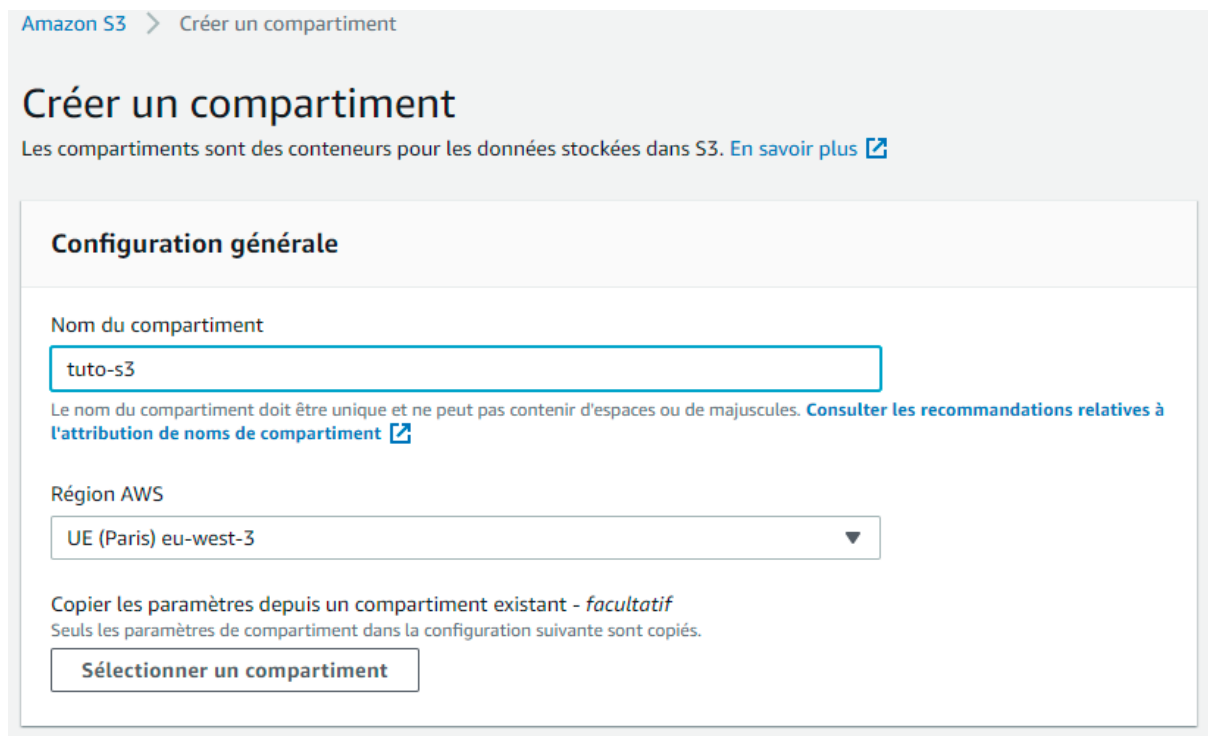 Amazon S3 > Créer un compartiment
Créer un compartiment
Les compartiments sont des conteneurs pour les données stockées dans S3. En savoir plus
Configuration générale
Nom du compartiment
tuto-s3
Le nom du compartiment doit être unique et ne peut pas contenir d'espaces ou de majuscules. Consulter les recommandations relatives à
l'attribution de noms de compartiment
Région AWS
UE (Paris) eu-west-3
Copier les paramètres depuis un compartiment existant - facultatif
Seuls les paramètres de compartiment dans la configuration suivante sont copiés.
Sélectionner un compartiment